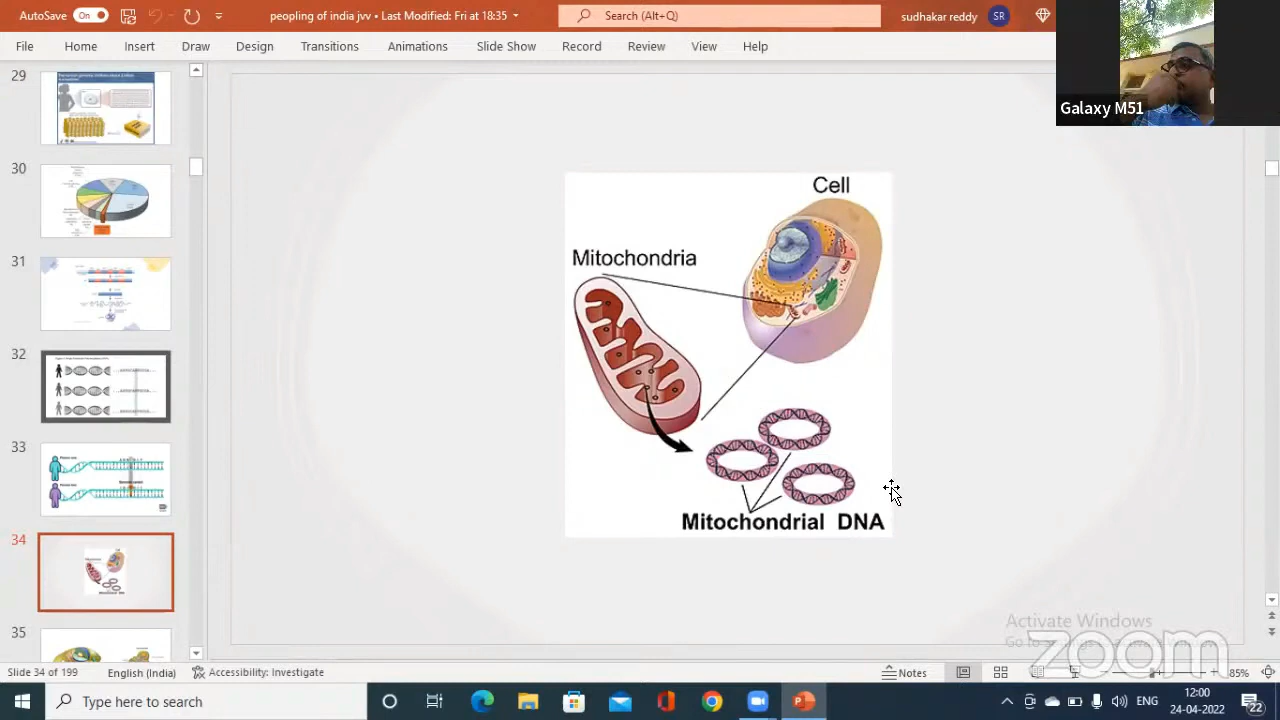 AutoSave On
peopling of india jvv • Last Modified: Fri at 18:35
Search (Alt+Q)
sudhakar reddy SR
File Home Insert Draw Design Transitions Animations Slide Show Record Review View Help
Galaxy M51
29
30
31
32
33
34
35
Cell
Mitochondria
Mitochondrial DNA
Activate Windows
zoom
Slide 34 of 199 English (India) Accessibility: Investigate Notes 85%
Type here to search
ENG
12:00
24-04-2022
22